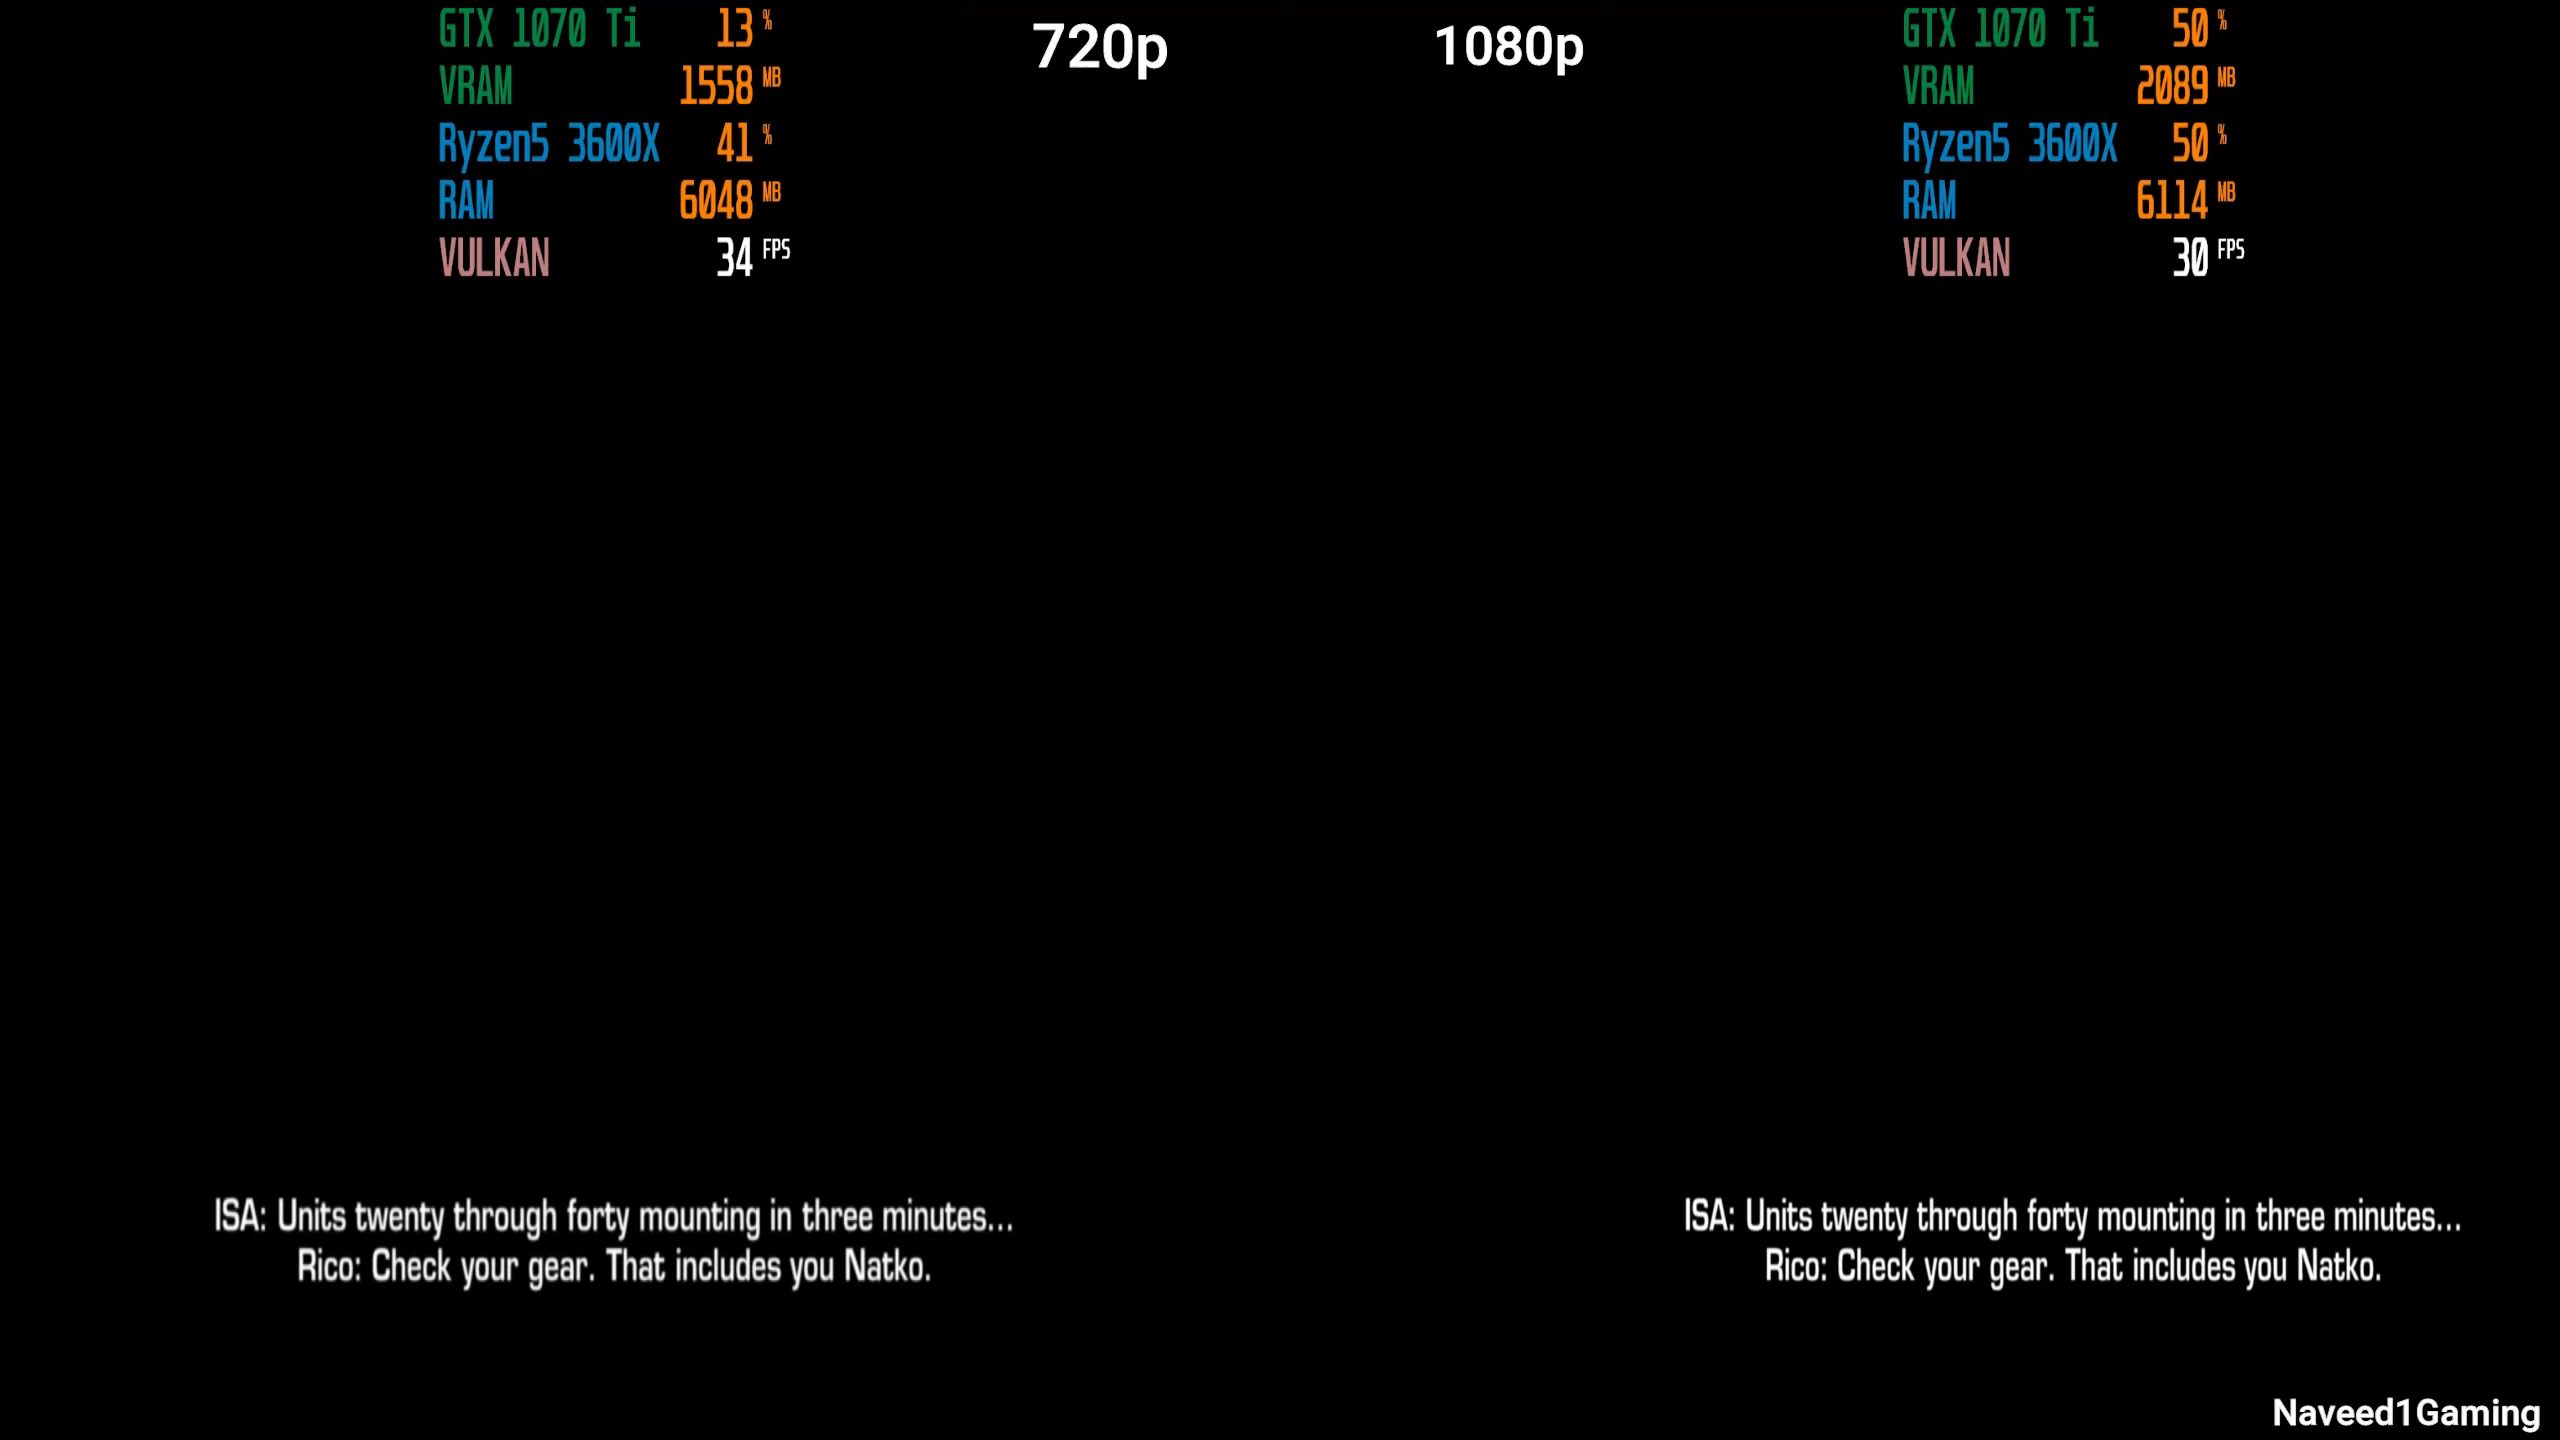 GTX 1070 Ti 13 %
VRAM 1558 MB
Ryzen5 3600X 41 %
RAM 6048 MB
VULKAN 34 FPS
720p
1080p
GTX 1070 Ti 50 %
VRAM 2089 MB
Ryzen5 3600X 50 %
RAM 6114 MB
VULKAN 30 FPS
ISA: Units twenty through forty mounting in three minutes...
Rico: Check your gear. That includes you Natko.
ISA: Units twenty through forty mounting in three minutes...
Rico: Check your gear. That includes you Natko.
Naveed1Gaming